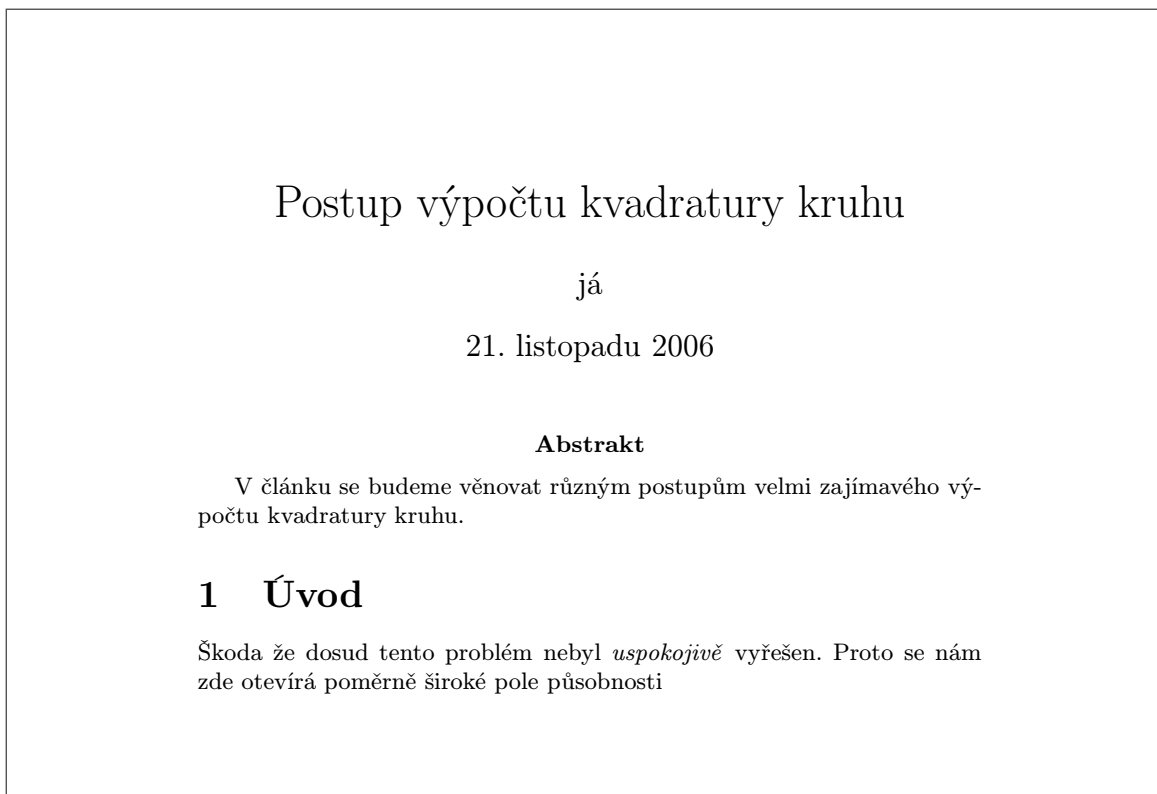 Postup výpočtu kvadratury kruhu
já
21. listopadu 2006
Abstrakt
V článku se budeme věnovat různým postupům velmi zajímavého vý-
počtu kvadratury kruhu.
1 Úvod
Škoda že dosud tento problém nebyl uspokojivě vyřešen. Proto se nám
zde otevírá poměrně široké pole působnosti